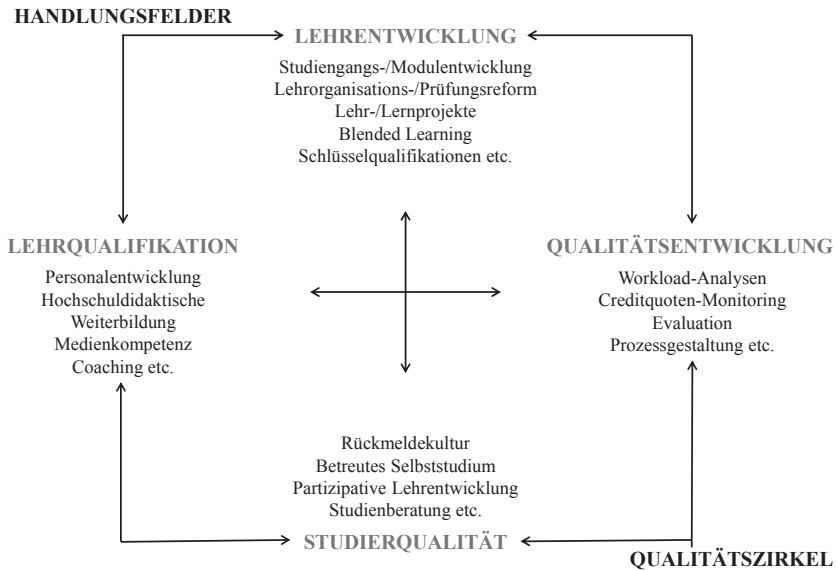 HANDLUNGSFELDER
LEHRENTWICKLUNG
Studiengangs-/Modulentwicklung
Lehrorganisations-/Prüfungsreform
Lehr-/Lernprojekte
Blended Learning
Schlüsselqualifikationen etc.
LEHRQUALIFIKATION
Personalentwicklung
Hochschuldidaktische
Weiterbildung
Medienkompetenz
Coaching etc.
QUALITÄTSENTWICKLUNG
Workload-Analysen
Creditquoten-Monitoring
Evaluation
Prozessgestaltung etc.
Rückmeldekultur
Betreutes Selbststudium
Partizipative Lehrentwicklung
Studienberatung etc.
STUDIERQUALITÄT
QUALITÄTSZIRKEL